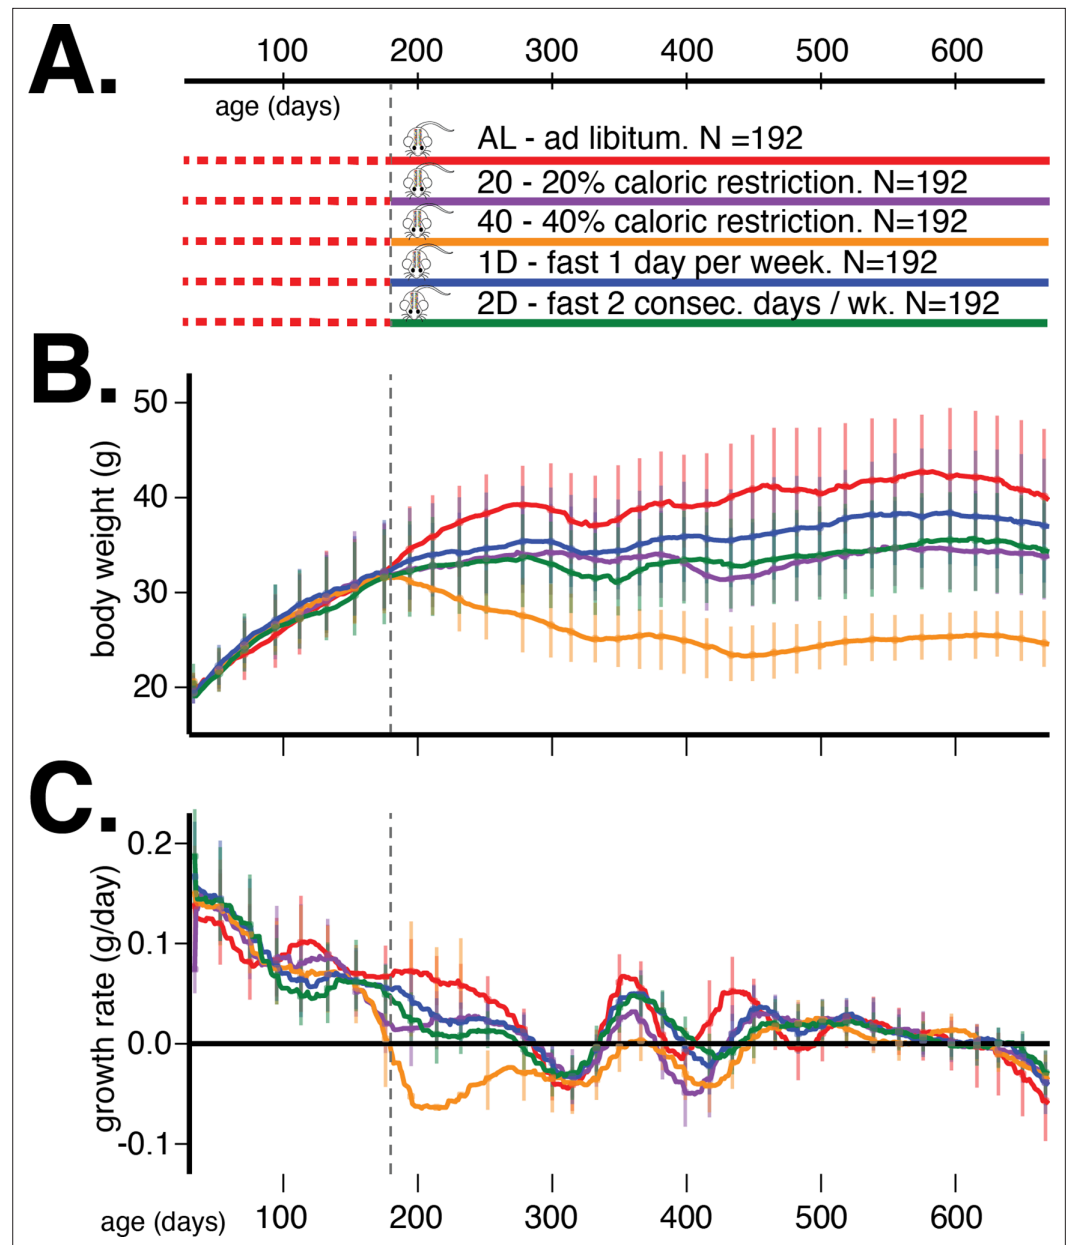 A.
100 200 300 400 500 600
age (days)
AL - ad libitum. N =192
20 - 20% caloric restriction. N=192
40 - 40% caloric restriction. N=192
1D - fast 1 day per week. N=192
2D - fast 2 consec. days / wk. N=192
B.
body weight (g)
50
40
30
20
C.
growth rate (g/day)
0.2
0.1
0.0
-0.1
age (days) 100 200 300 400 500 600